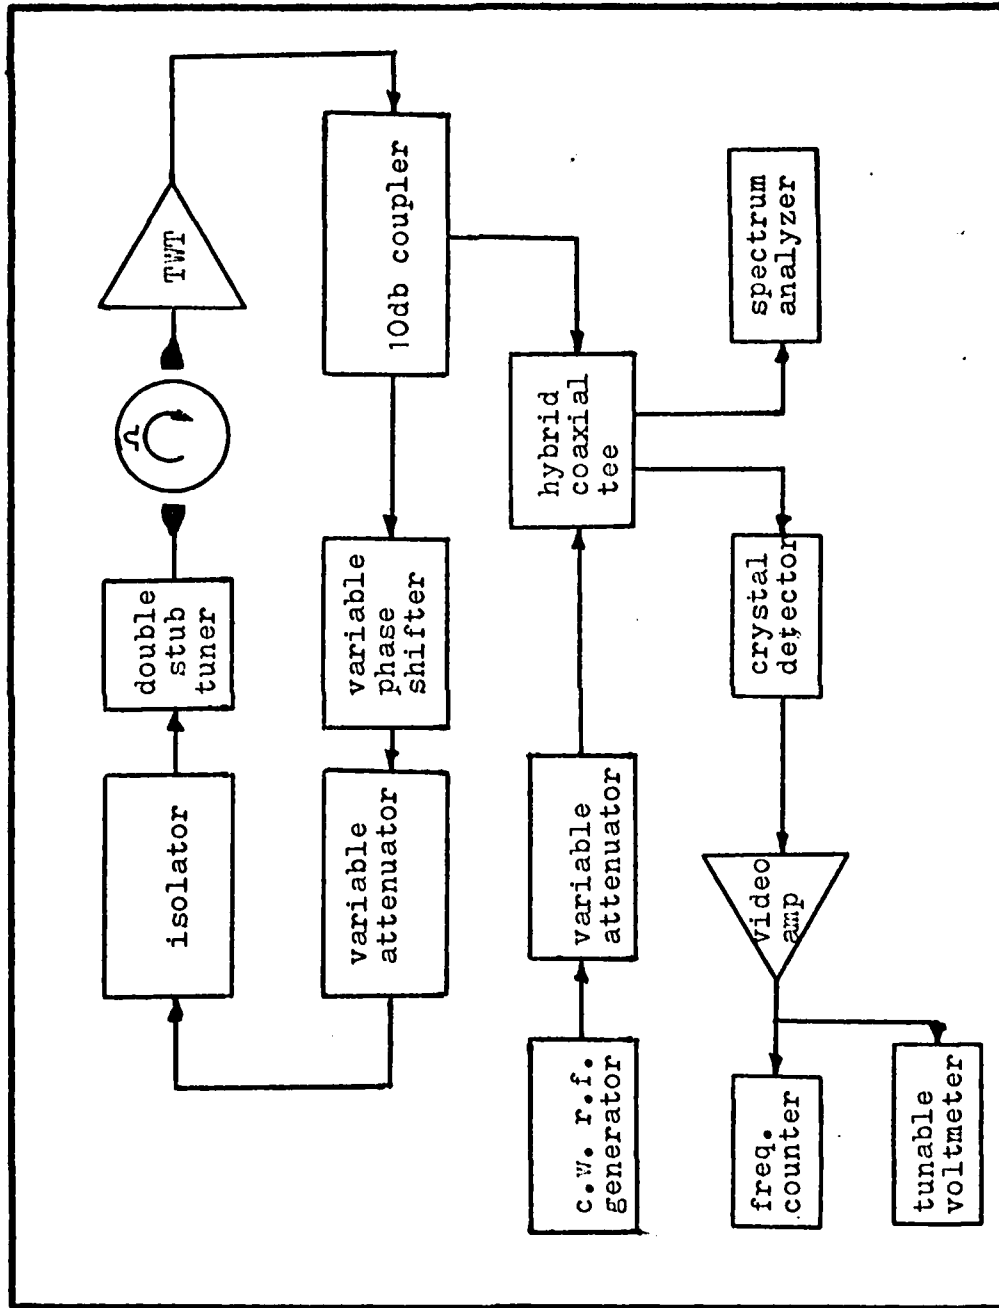 isolator
double
stub
tuner
Ω
TWT
variable
attenuator
variable
phase
shifter
10db coupler
c.w. r.f.
generator
variable
attenuator
hybrid
coaxial
tee
freq.
counter
video
amp
crystal
detector
spectrum
analyzer
tunable
voltmeter